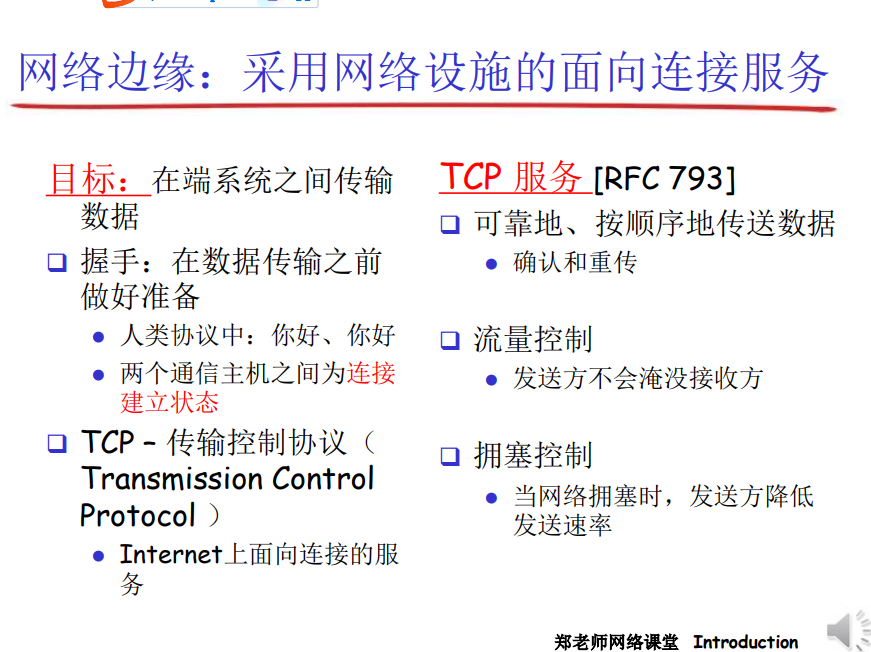 网络边缘：采用网络设施的面向连接服务
目标：在端系统之间传输
数据
握手：在数据传输之前
做好准备
人类协议中：你好、你好
两个通信主机之间为连接
建立状态
TCP – 传输控制协议（
Transmission Control
Protocol ）
Internet上面向连接的服
务
TCP 服务 [RFC 793]
可靠地、按顺序地传送数据
确认和重传
流量控制
发送方不会淹没接收方
拥塞控制
当网络拥塞时，发送方降低
发送速率
郑老师网络课堂 Introduction